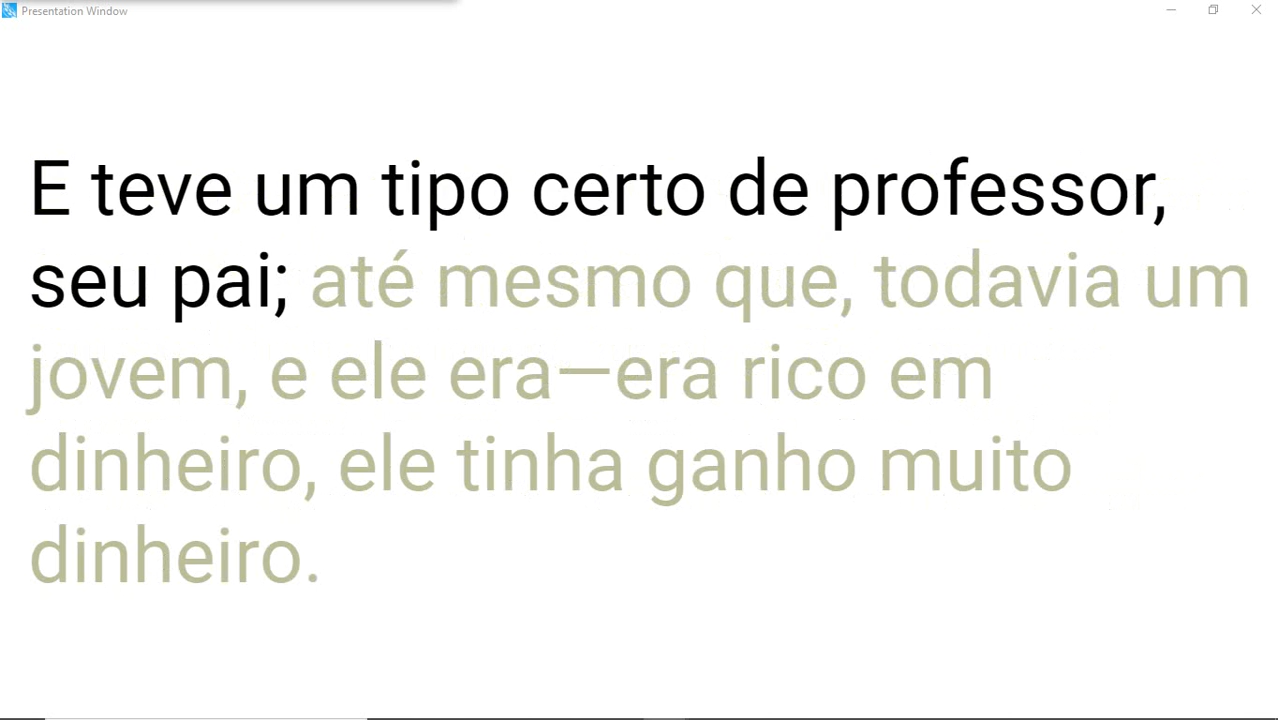 Presentation Window
E teve um tipo certo de professor,
seu pai; até mesmo que, todavia um
jovem, e ele era—era rico em
dinheiro, ele tinha ganho muito
dinheiro.